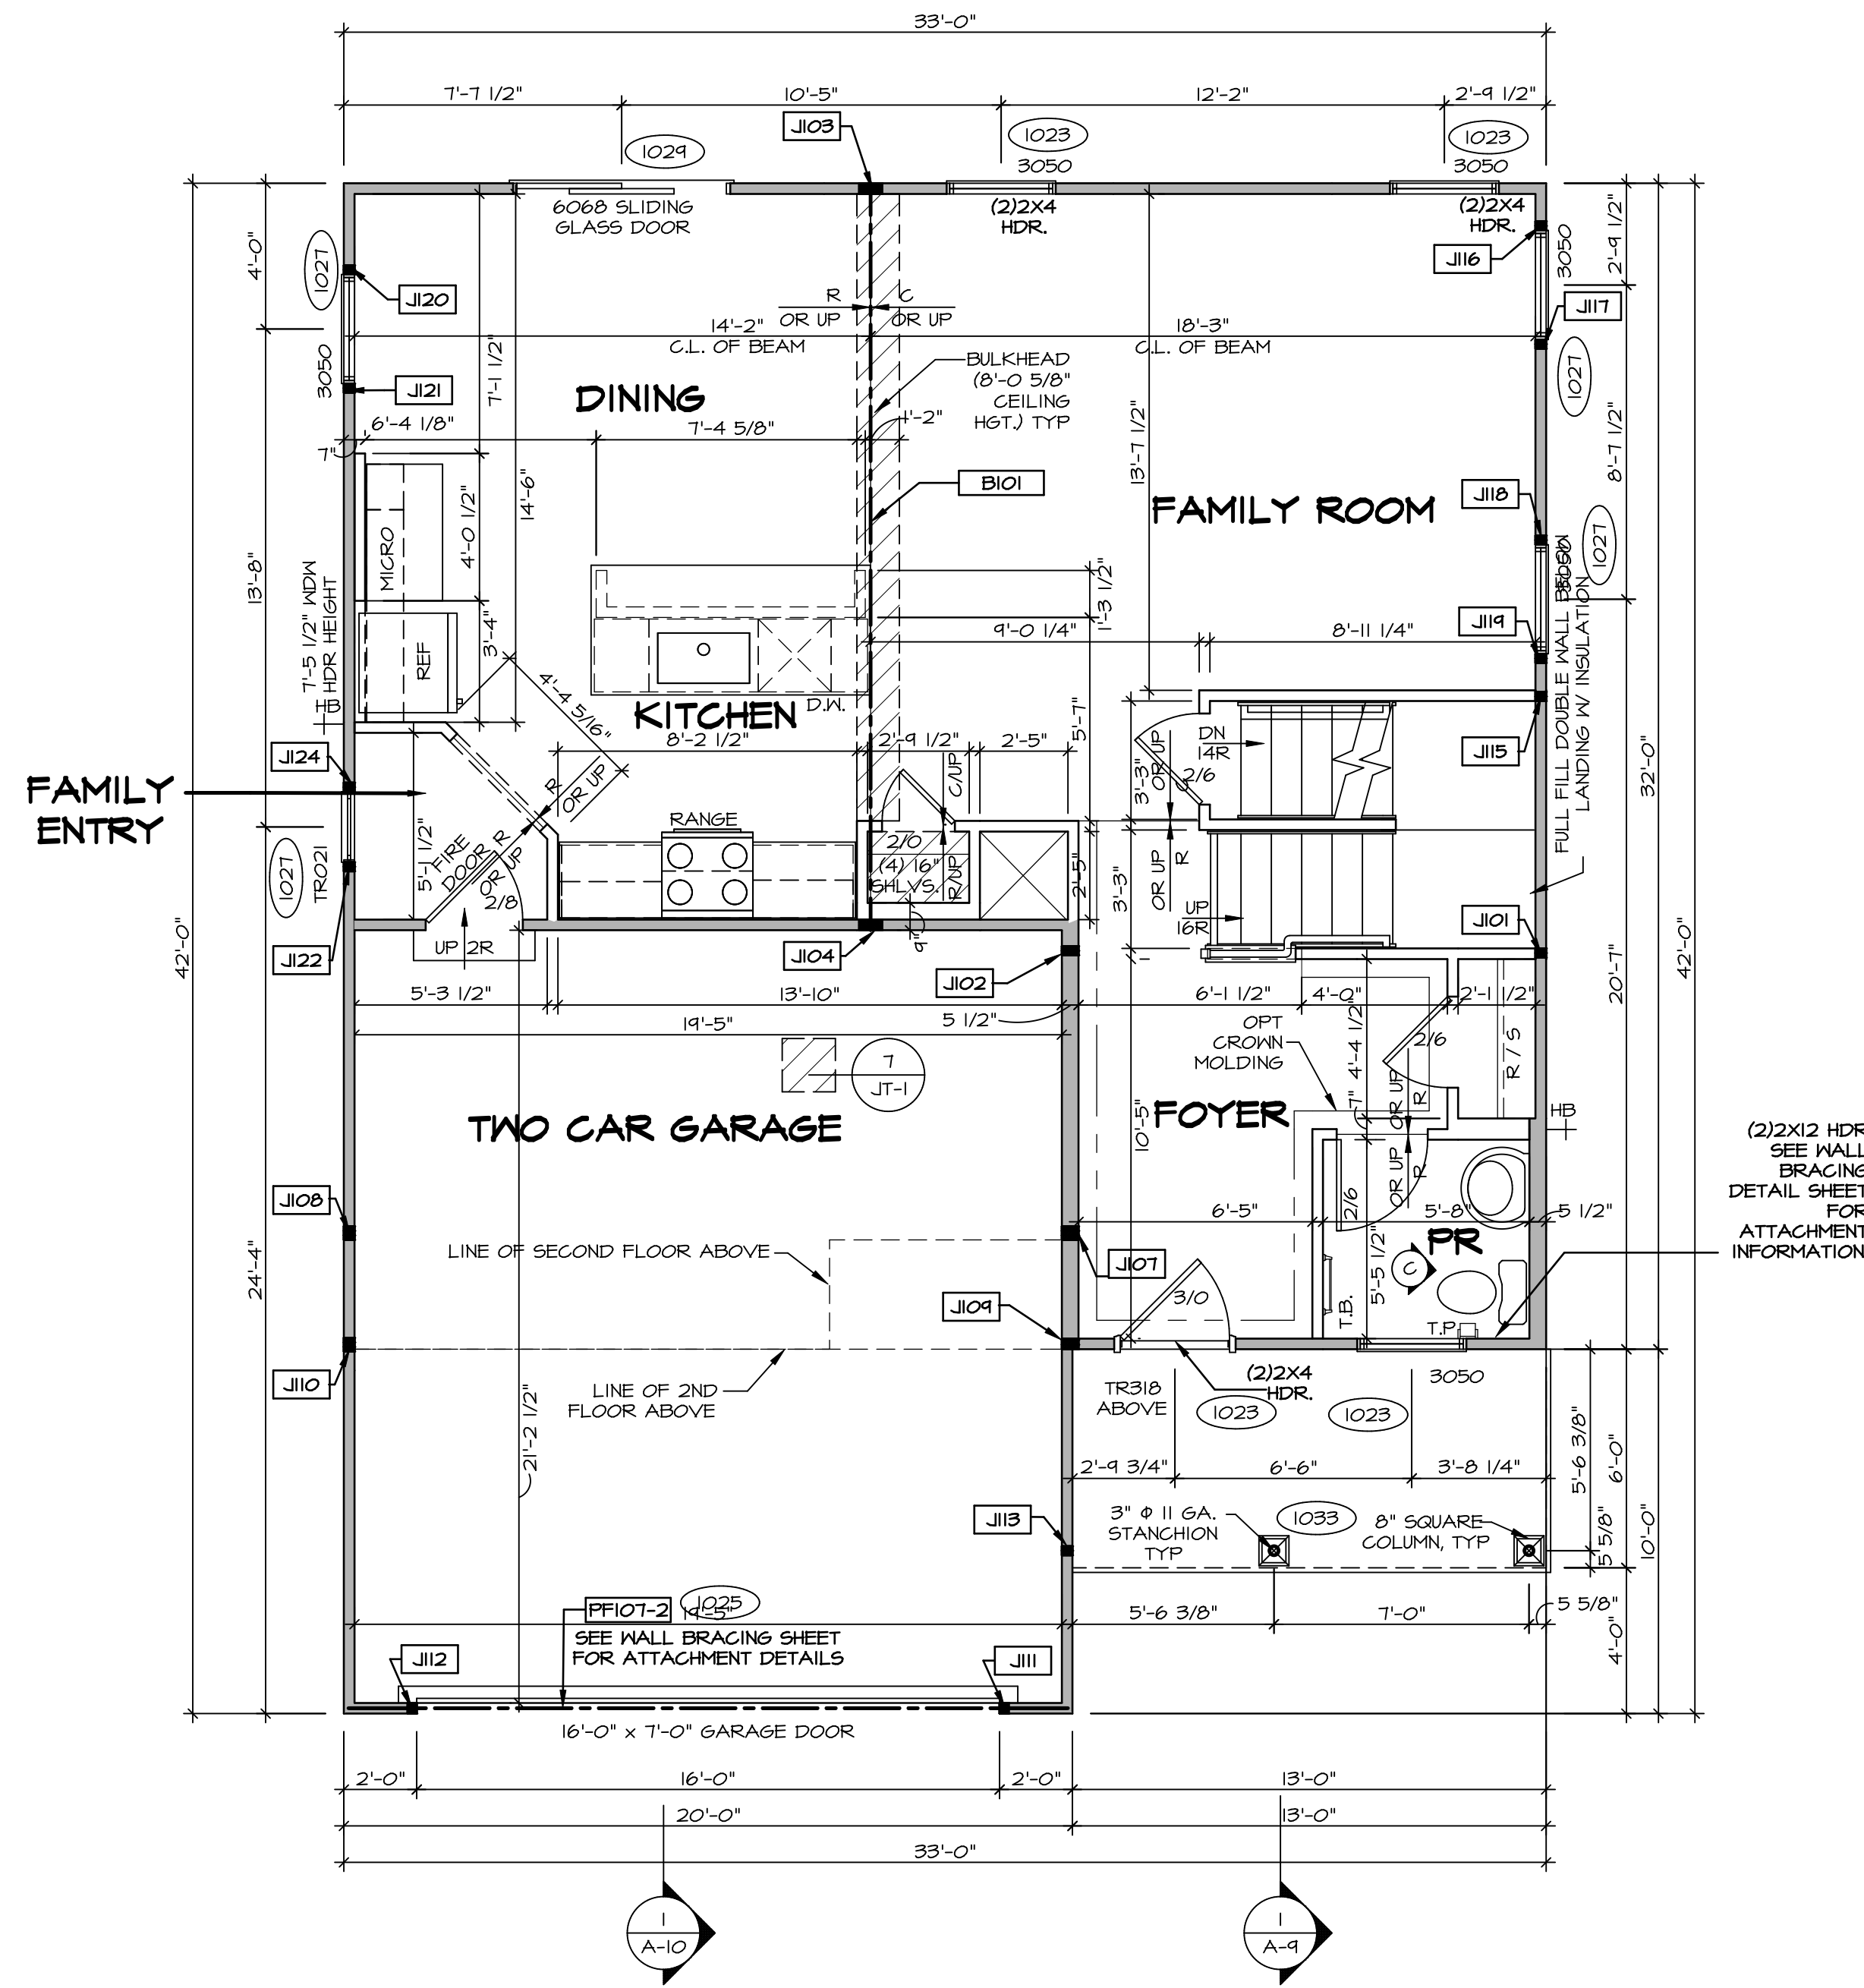 33'-0"
7'-7 1/2"
10'-5"
12'-2"
2'-9 1/2"
J103
1029
1023
1023
3050
3050
6068 SLIDING
GLASS DOOR
(2)2X4
HDR.
(2)2X4
HDR.
4'-0"
1027
J120
3050
J121
J116
3050
2'-9 1/2"
J117
1027
R
OR UP
C
OR UP
14'-2"
C.L. OF BEAM
18'-3"
C.L. OF BEAM
7'-1 1/2"
BULKHEAD
(8'-0 5/8"
CEILING
HGT.) TYP
DINING
6'-4 1/8"
7'-4 5/8"
1'-2"
7"
13'-7 1/2"
8'-7 1/2"
B101
J118
FAMILY ROOM
14'-6"
4'-0 1/2"
MICRO
13'-8"
7'-5 1/2" WDW
HDR HEIGHT
REF
3'-4"
1027
3050
1'-3 1/2"
9'-0 1/4"
8'-11 1/4"
J119
FULL FILL DOUBLE WALL BELOW
LANDING W/ INSULATION
HB
4'-4 5/16"
KITCHEN
D.W.
8'-2 1/2"
2'-9 1/2"
2'-5"
5'-7"
DN
14R
J115
32'-0"
J124
FAMILY
ENTRY
R
OR UP
C/UP
3'-3"
OR UP
C
2/6
RANGE
5'-1 1/2"
FIRE
DOOR
R
OR UP
2/8
2/0
(4) 16"
SHLVS.
R/UP
2'-5"
3'-3"
OR UP
R
1027
TR021
UP
16R
J101
42'-0"
J122
UP 2R
J104
9"
J102
20'-7"
42'-0"
5'-3 1/2"
13'-10"
5 1/2"
6'-1 1/2"
4'-0"
2'-1 1/2"
19'-5"
OPT
CROWN
MOLDING
4'-4 1/2"
2/6
R / S
7
JT-1
TWO CAR GARAGE
FOYER
10'-5"
7"
OR UP
R
OR UP
R
HB
(2)2X12 HDR
SEE WALL
BRACING
DETAIL SHEET
FOR
ATTACHMENT
INFORMATION
J108
2/6
6'-5"
5'-8"
5 1/2"
PR
LINE OF SECOND FLOOR ABOVE
J107
C
24'-4"
5'-5 1/2"
J109
3/0
T.B.
T.P.
J110
LINE OF 2ND
FLOOR ABOVE
TR318
ABOVE
(2)2X4
HDR.
3050
1023
1023
21'-2 1/2"
2'-9 3/4"
6'-6"
3'-8 1/4"
5'-6 3/8"
6'-0"
J113
3" Φ 11 GA.
STANCHION
TYP
1033
8" SQUARE
COLUMN, TYP
5 5/8"
10'-0"
PF107-2
1025
19'-5"
SEE WALL BRACING SHEET
FOR ATTACHMENT DETAILS
5'-6 3/8"
7'-0"
5 5/8"
4'-0"
J112
J111
16'-0" x 7'-0" GARAGE DOOR
2'-0"
16'-0"
2'-0"
13'-0"
20'-0"
13'-0"
33'-0"
1
A-10
1
A-9